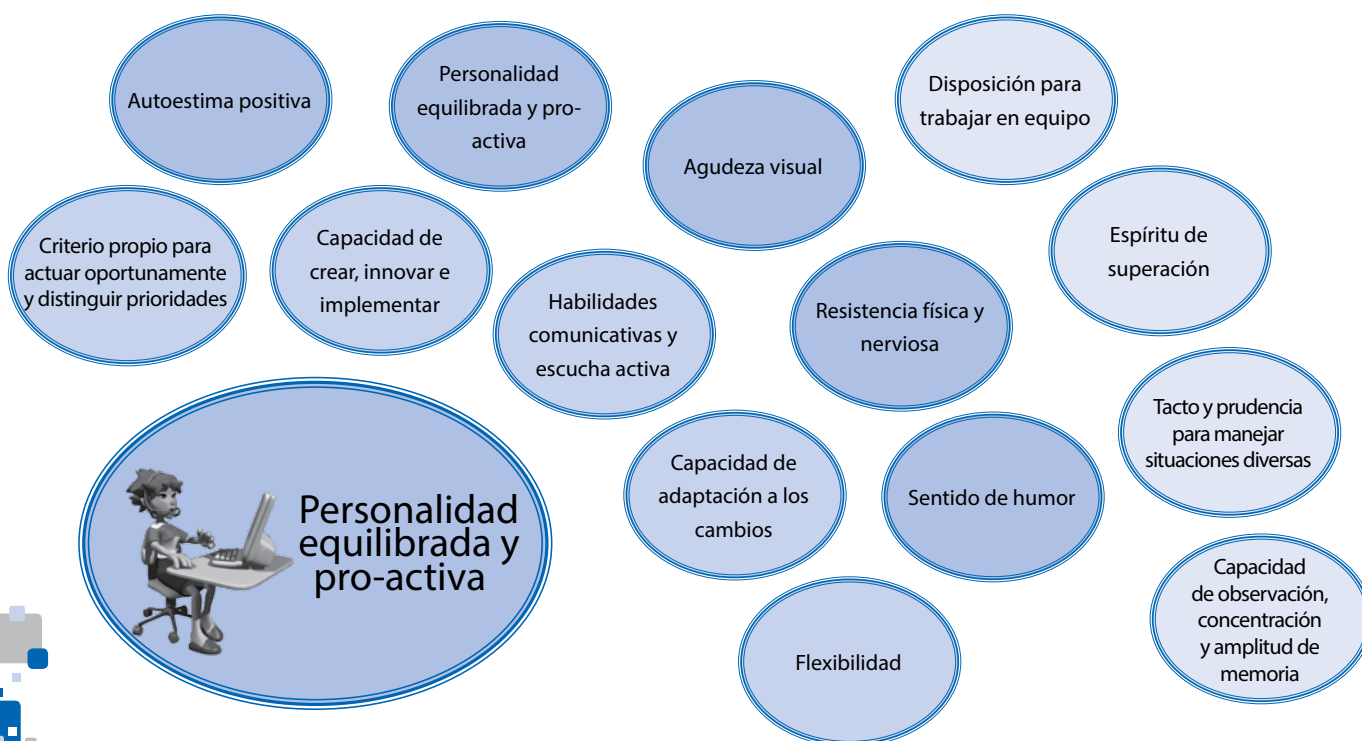 Autoestima positiva
Personalidad
equilibrada y pro-
activa
Agudeza visual
Disposición para
trabajar en equipo
Criterio propio para
actuar oportunamente
y distinguir prioridades
Capacidad de
crear, innovar e
implementar
Habilidades
comunicativas y
escucha activa
Resistencia física y
nerviosa
Espíritu de
superación
Personalidad
equilibrada y
pro-activa
Capacidad de
adaptación a los
cambios
Sentido de humor
Tacto y prudencia
para manejar
situaciones diversas
Flexibilidad
Capacidad
de observación,
concentración
y amplitud de
memoria